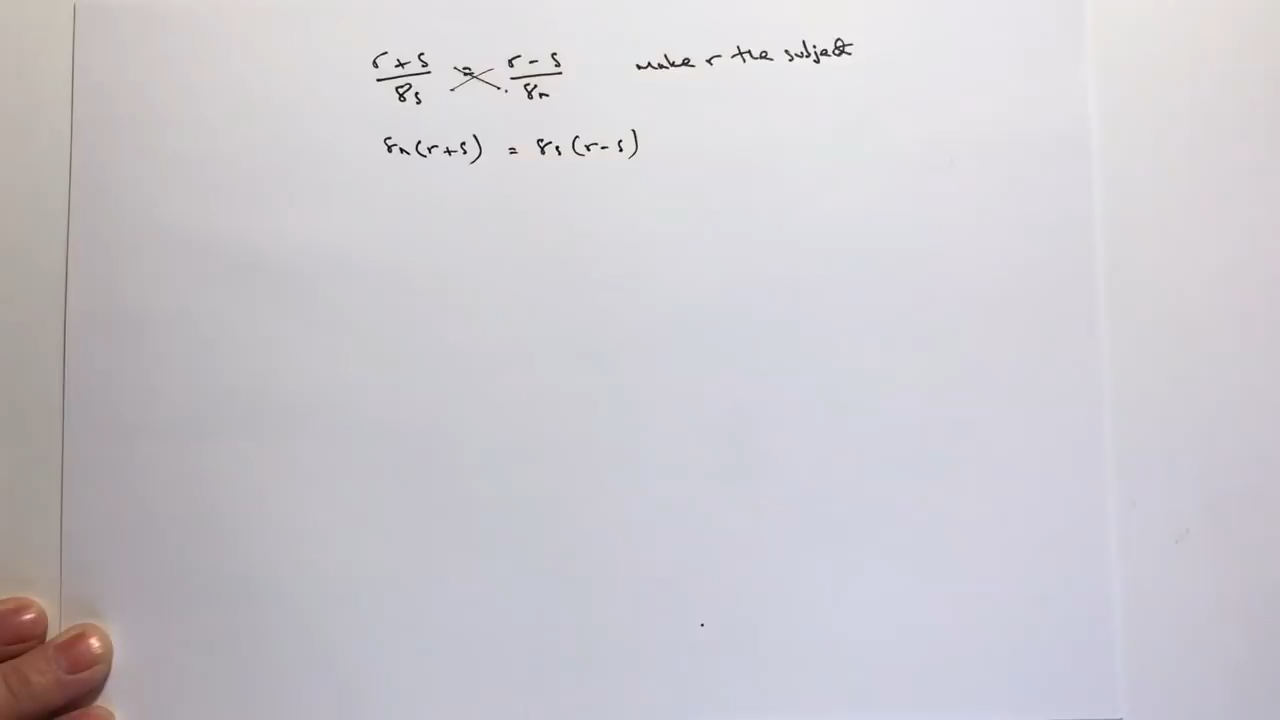 r + s / 8s = r - s / 8n make r the subject
8n(r+s) = 8s(r-s)